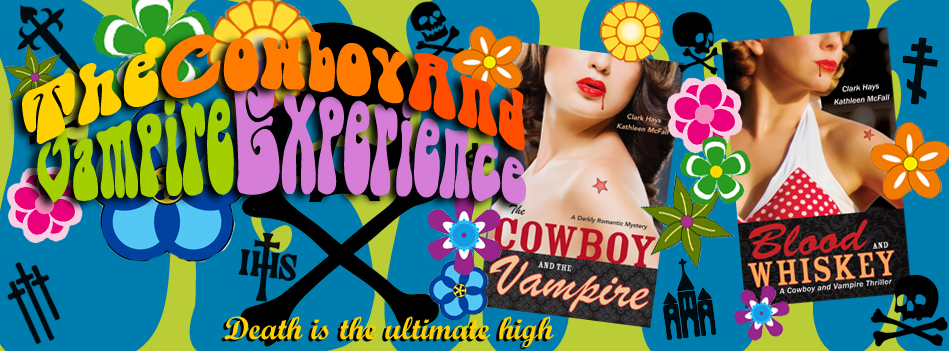 The Cowboy And
Vampire Experience
Clark Hays
Kathleen McFall
A Darkly Romantic Mystery
The
COWBOY
AND THE
Vampire
Clark Hays
Kathleen McFall
Blood AND
WHISKEY
A Cowboy and Vampire Thriller
IHS
Death is the ultimate high